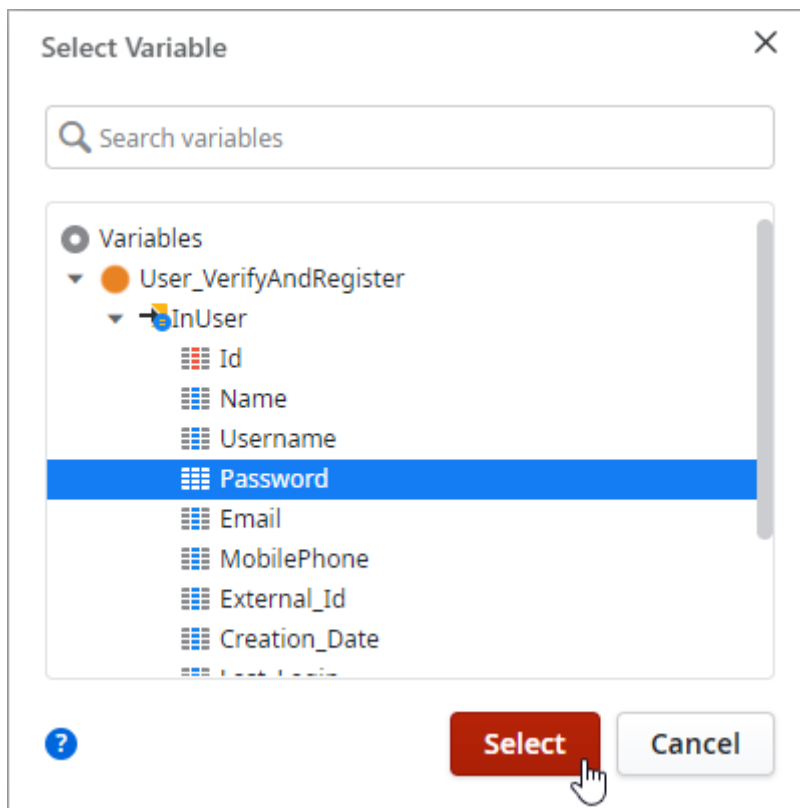 Select Variable
Search variables
Variables
User_VerifyAndRegister
InUser
Id
Name
Username
Password
Email
MobilePhone
External_Id
Creation_Date
?
Select
Cancel